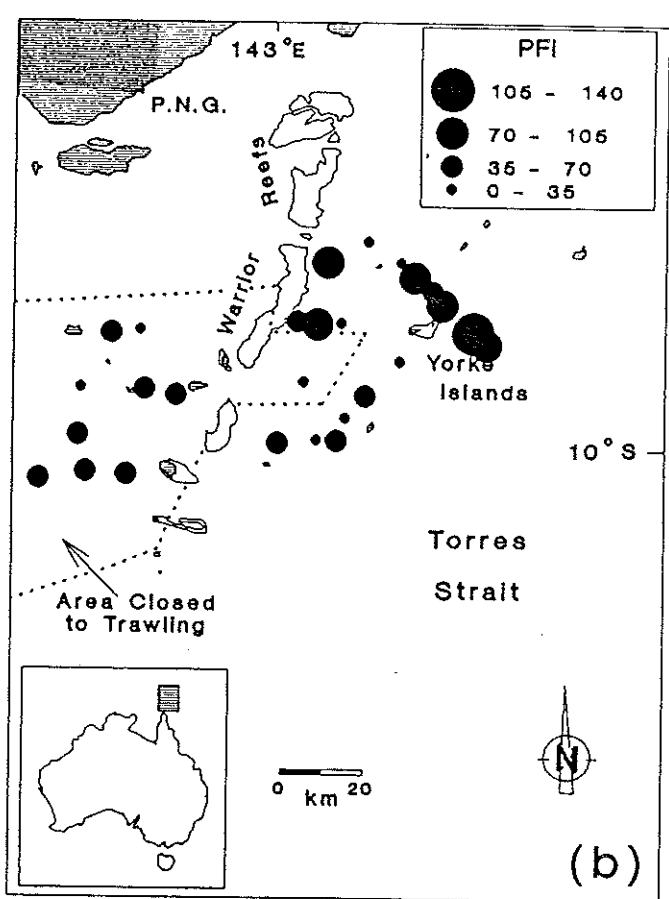 143°E
P.N.G.
PFI
105 - 140
70 - 105
35 - 70
0 - 35
Reefs
Warrior
Yorke
Islands
10°S
Torres
Strait
Area Closed
to Trawling
0 20
km
N
(b)